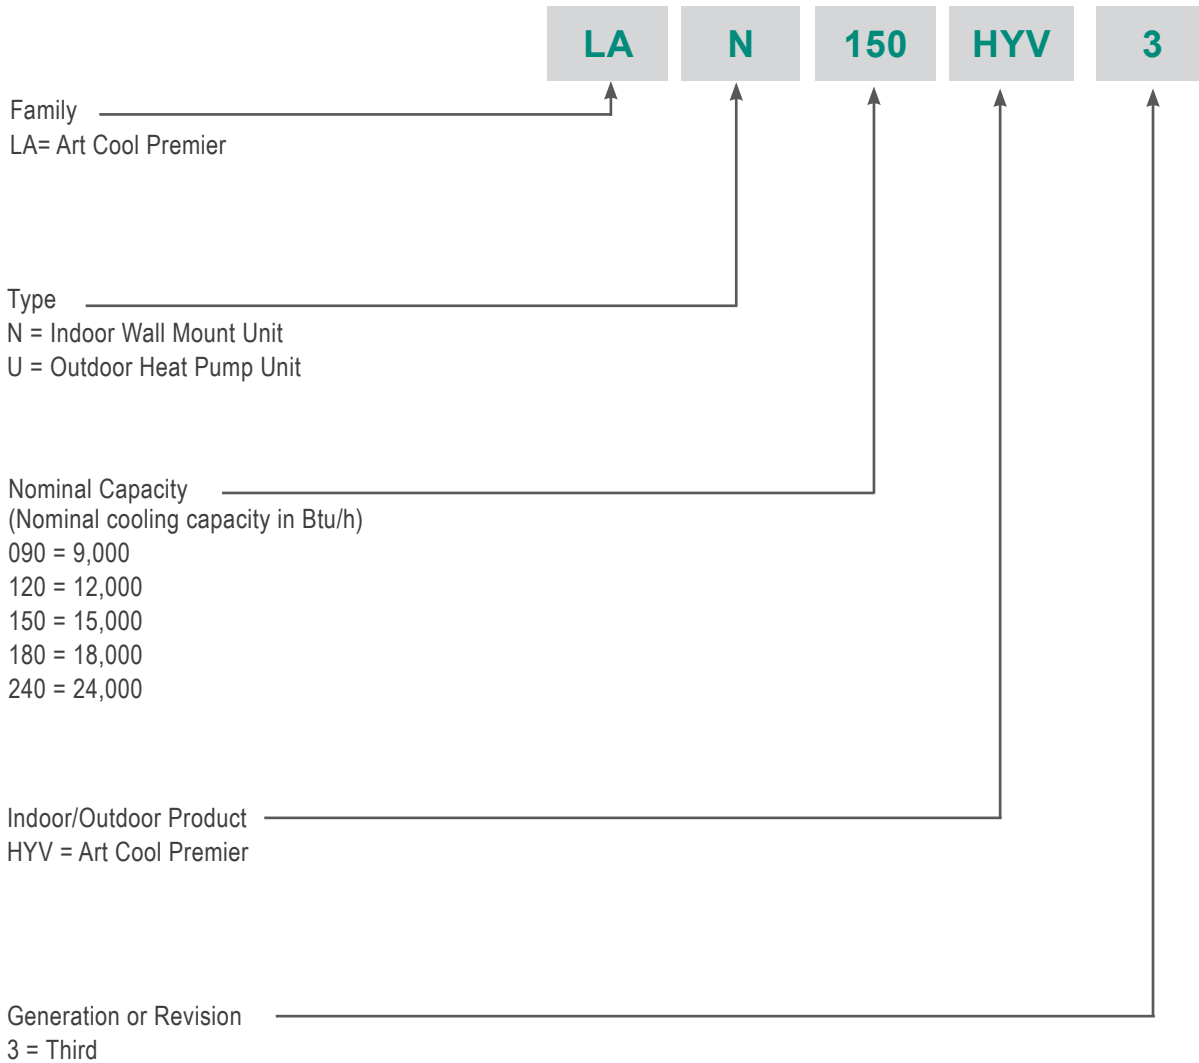 LA N 150 HYV 3
Family
LA= Art Cool Premier
Type
N = Indoor Wall Mount Unit
U = Outdoor Heat Pump Unit
Nominal Capacity
(Nominal cooling capacity in Btu/h)
090 = 9,000
120 = 12,000
150 = 15,000
180 = 18,000
240 = 24,000
Indoor/Outdoor Product
HYV = Art Cool Premier
Generation or Revision
3 = Third